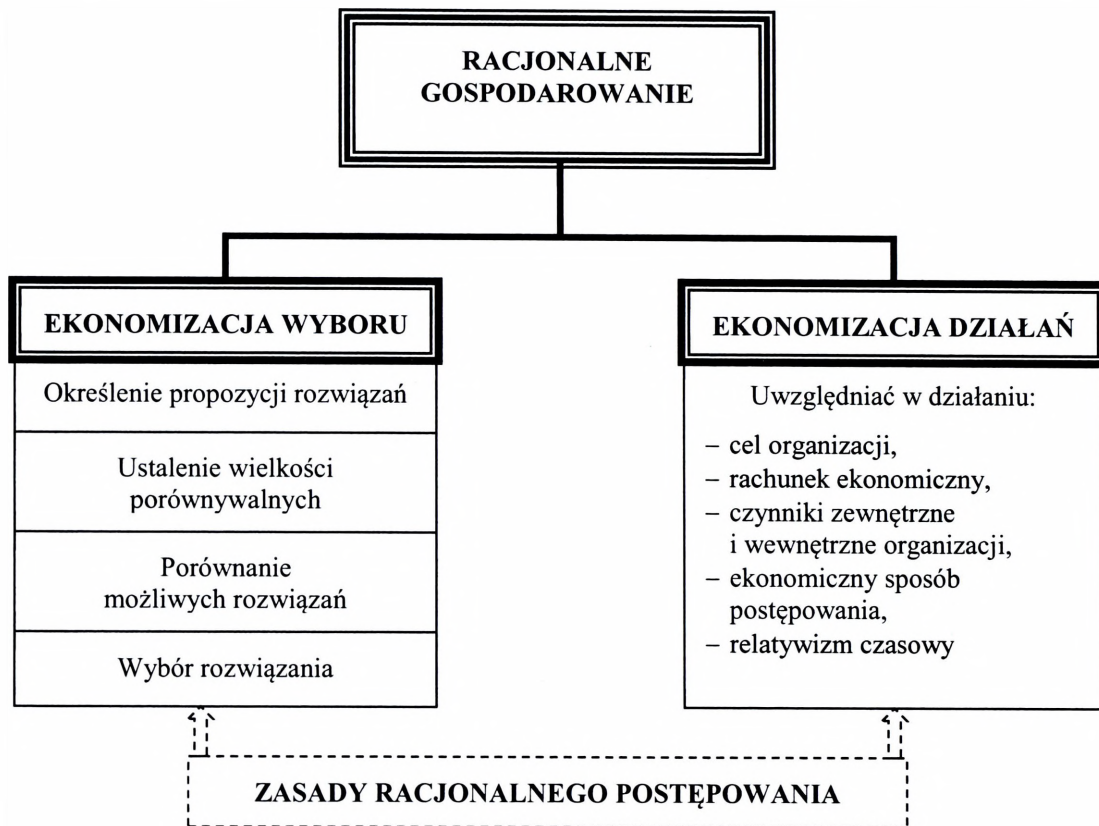 RACJONALNE
GOSPODAROWANIE
EKONOMIZACJA WYBORU
Określenie propozycji rozwiązań
Ustalenie wielkości
porównywalnych
Porównanie
możliwych rozwiązań
Wybór rozwiązania
EKONOMIZACJA DZIAŁAŃ
Uwzględniać w działaniu:
– cel organizacji,
– rachunek ekonomiczny,
– czynniki zewnętrzne
i wewnętrzne organizacji,
– ekonomiczny sposób
postępowania,
– relatywizm czasowy
ZASADY RACJONALNEGO POSTĘPOWANIA